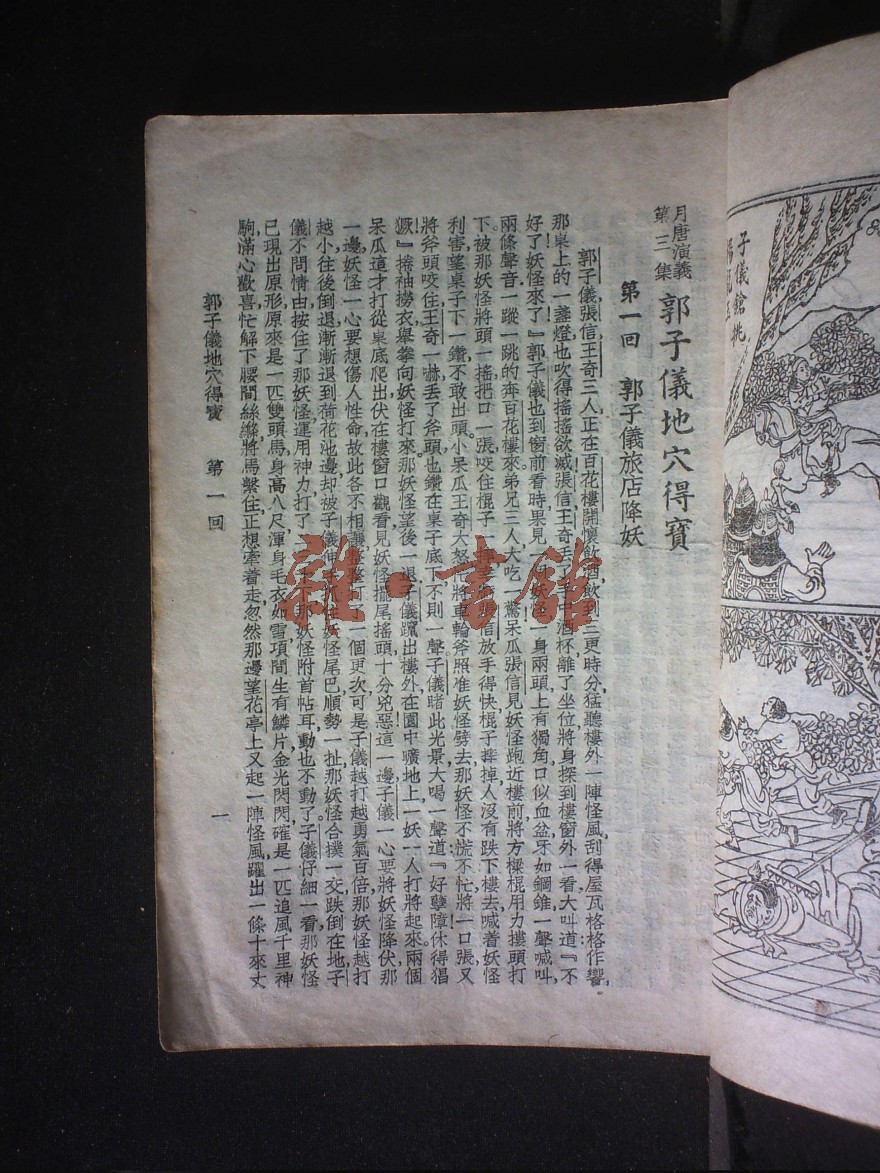 月唐演義
第三集
郭子儀地穴得寶
第一回 郭子儀旅店降妖
郭子儀張信王奇三人,正在百花樓開懷飲酒,飲到三更時分,猛聽樓外一陣怪風,刮得屋瓦格格作響,
那桌上的一盞燈也吹得搖搖欲滅,張信王奇丟了手中酒杯,離了坐位,將身探到樓窗外一看,大叫道『不
好了!妖怪來了!』郭子儀也到窗前看時,果見妖怪一身兩頭,上有獨角,口似血盆,牙如鋼錐,一聲喊叫,
兩條聲音,一蹤一跳的,奔百花樓來,弟兄三人大吃一驚,呆瓜張信見妖怪跑近樓前,將方樑棍用力摟頭打
下,被那妖怪將頭一搖,把口一張,咬住棍子一信放手得快,棍子摔掉,人沒有跌下樓去,喊着妖怪
利害,望桌子下一鑽,不敢出頭,小呆瓜王奇大怒,忙將車輪斧照准妖怪劈去,那妖怪不慌不忙,將一口張又
將斧頭咬住,王奇一嚇,丟了斧頭,也鑽在桌子底下,不則一聲,子儀睹此光景,大喝一聲道:『好孽障休得猖
獗』捲袖撈衣,舉拳向妖怪打來,那妖怪望後一退,子儀躥出樓外,在園中曠地上,一妖一人打將起來,兩個
呆瓜這才打從桌底爬出,伏在樓窗口觀看,見妖怪擺尾搖頭,十分兇惡,這一邊子儀一心要將妖怪降伏,那
一邊妖怪一心要想傷人性命,故此各不相讓,整整打了一個更次,可是子儀越打越勇,氣百倍,那妖怪越打
越小,往後倒退,漸漸退到荷花池邊,却被子儀伸手抓住妖怪尾巴,順勢一扯,那妖怪合撲一交,跌倒在地,子
儀不問情由,按住了那妖怪,運用神力,打了二那妖怪附首帖耳,動也不動了,子儀仔細一看,那妖怪
已現出原形,原來是一匹雙頭馬,身高八尺,渾身毛衣如雪,項間生有鱗片,金光閃閃,確是一匹追風千里神
駒,滿心歡喜,忙解下腰間絲縧,將馬繫住,正想牽着走,忽然那邊望花亭上,又起一陣怪風,躍出一條十來丈
郭子儀地穴得寶 第一回 一
子儀鎗挑
雜·書館